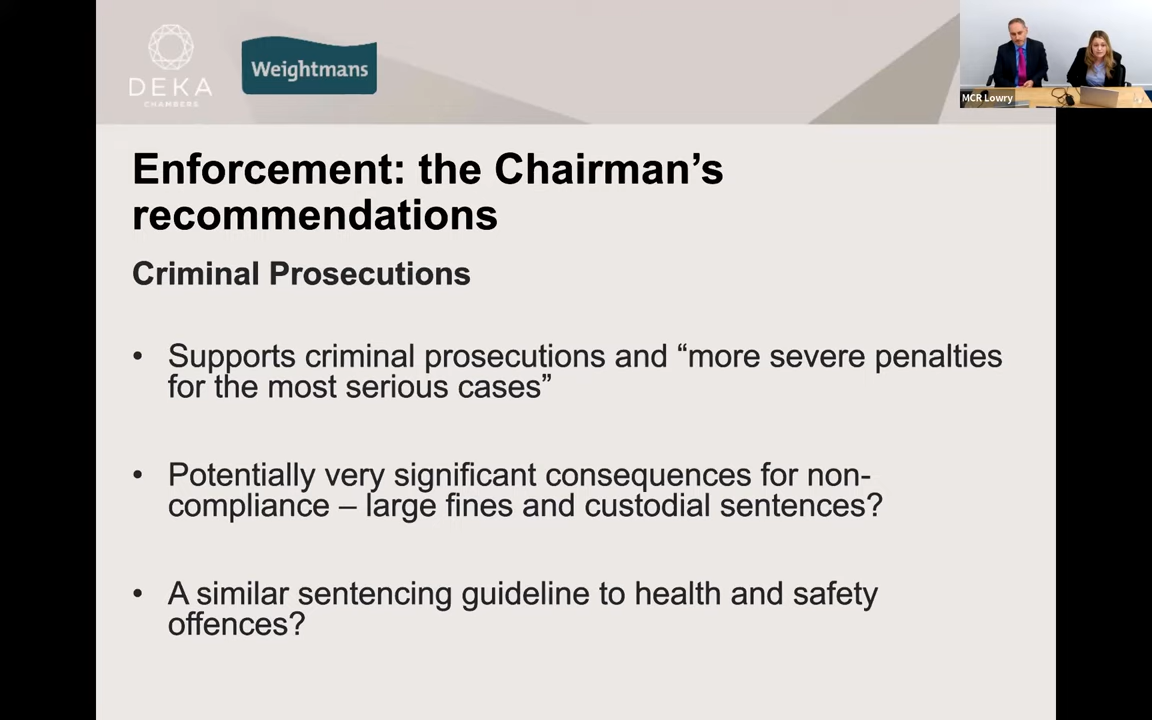 DEKA
CHAMBERS
Weightmans
MCR Lowry
Enforcement: the Chairman’s
recommendations
Criminal Prosecutions
• Supports criminal prosecutions and “more severe penalties
for the most serious cases”
• Potentially very significant consequences for non-
compliance – large fines and custodial sentences?
• A similar sentencing guideline to health and safety
offences?